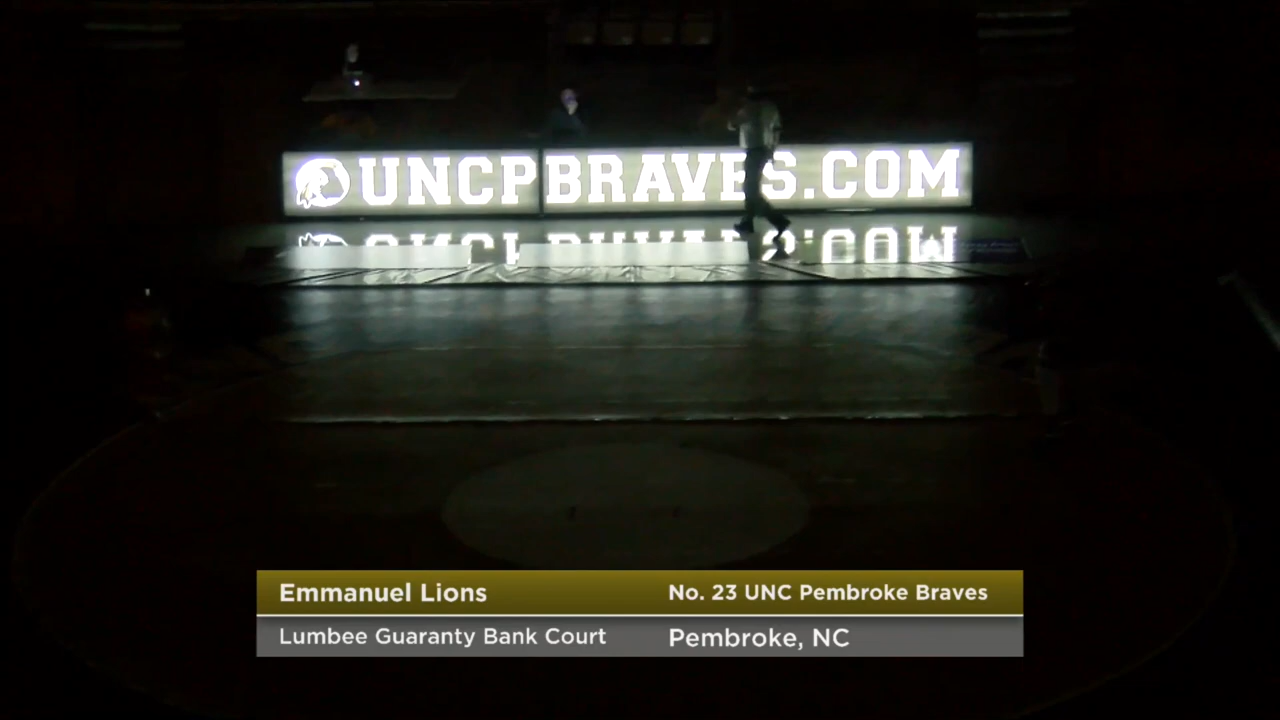 UNCPBRAVES.COM
Emmanuel Lions
No. 23 UNC Pembroke Braves
Lumbee Guaranty Bank Court
Pembroke, NC